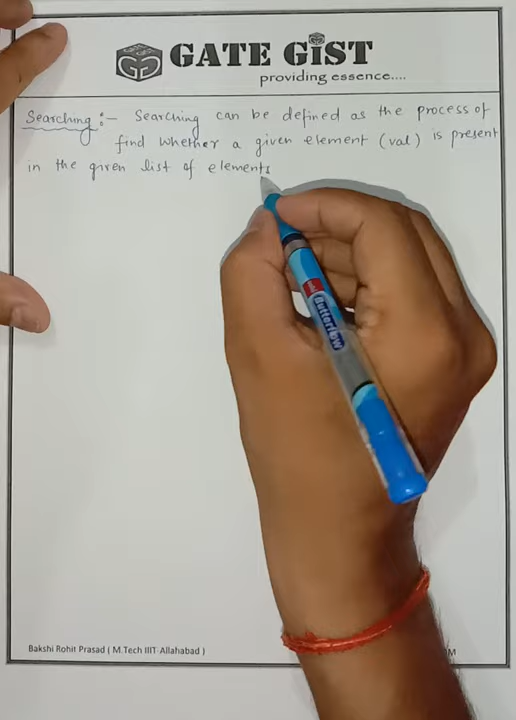 GATE GiST
providing essence....
Searching :- Searching can be defined as the process of
find whether a given element (val) is present
in the given list of elements
Butterflow
Bakshi Rohit Prasad ( M.Tech IIIT Allahabad )